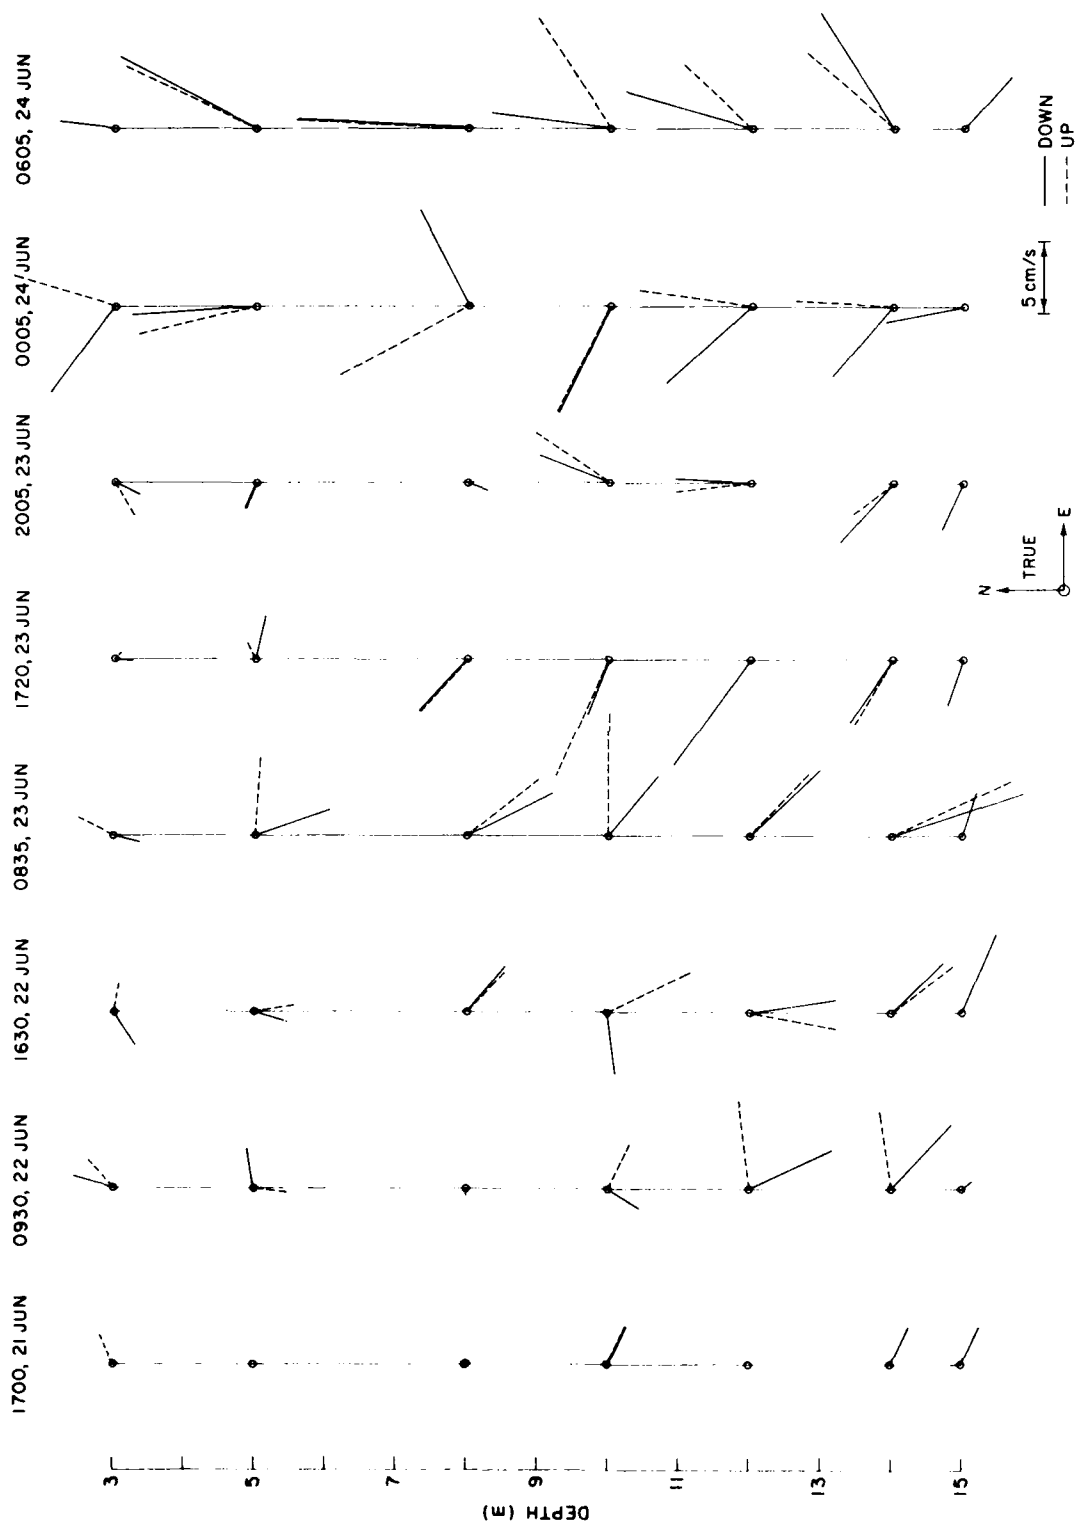 1700, 21 JUN
0930, 22 JUN
1630, 22 JUN
0835, 23 JUN
1720, 23 JUN
2005, 23 JUN
0005, 24 JUN
0605, 24 JUN
DEPTH (m)
3
5
7
9
11
13
15
N
TRUE
E
5 cm/s
DOWN
UP